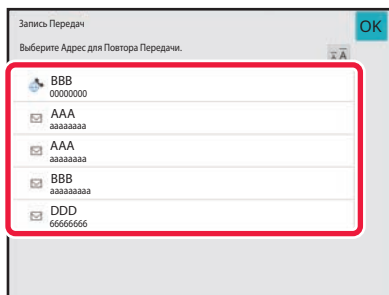 Запись Передач
OK
Выберите Адрес для Повтора Передачи.
A A
BBB
00000000
AAA
aaaaaaaa
AAA
aaaaaaaa
BBB
aaaaaaaaa
DDD
66666666